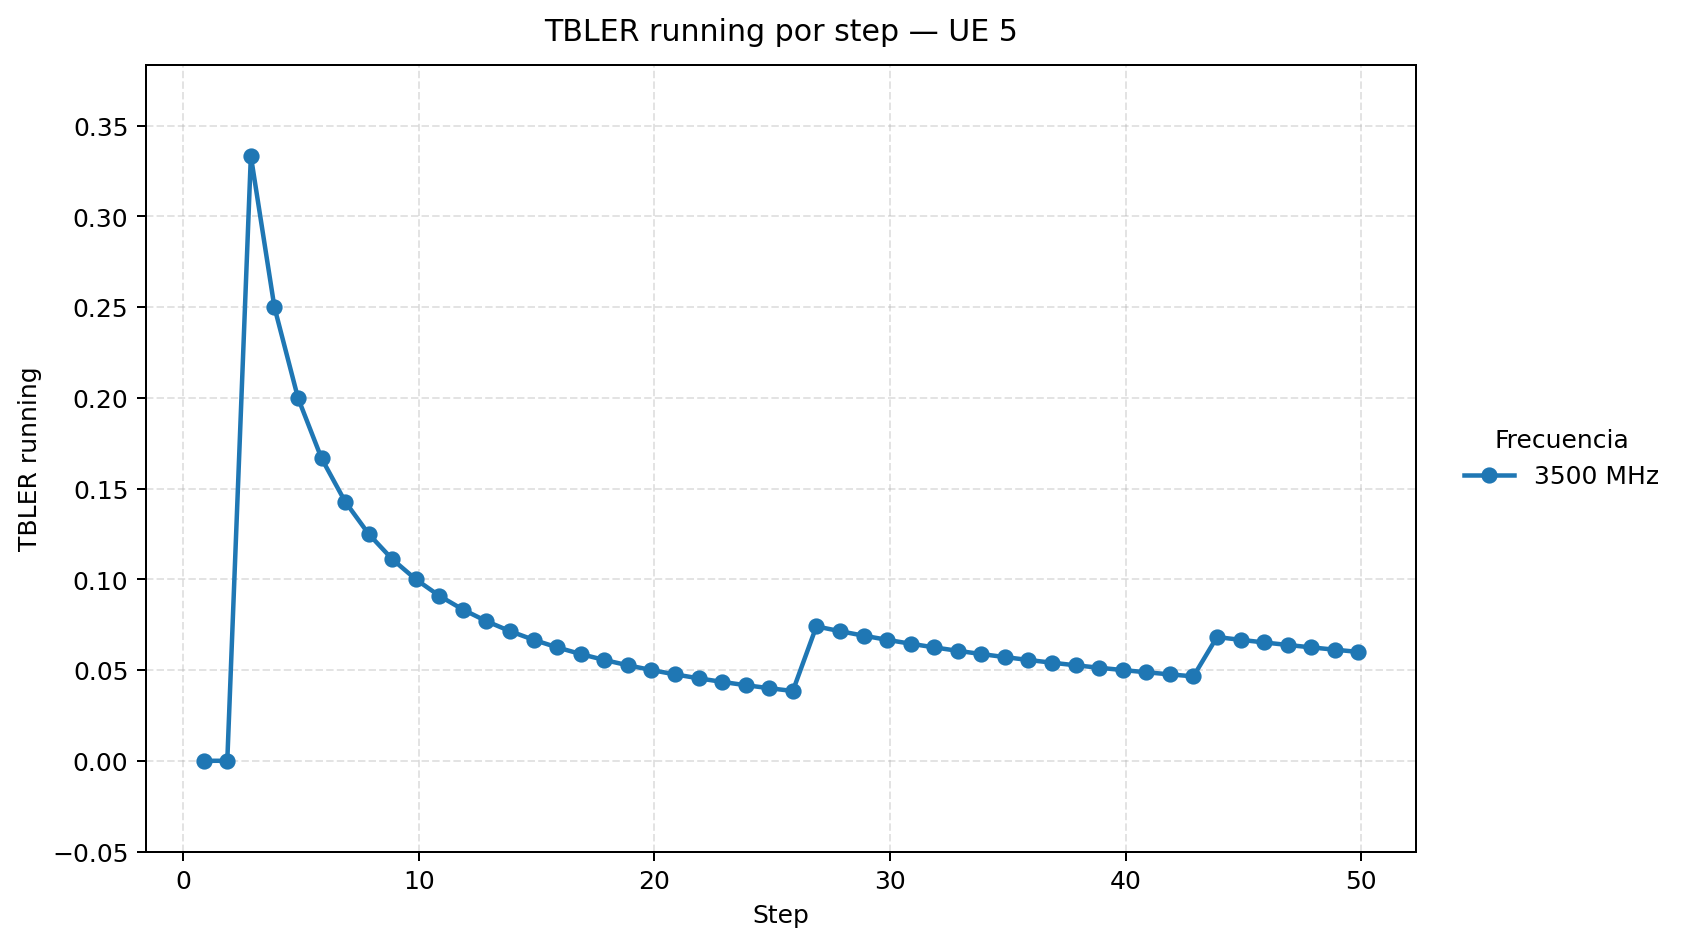 TBLER running por step — UE 5
TBLER running
0.35
0.30
0.25
0.20
0.15
0.10
0.05
0.00
−0.05
0 10 20 30 40 50
Step
Frecuencia
3500 MHz